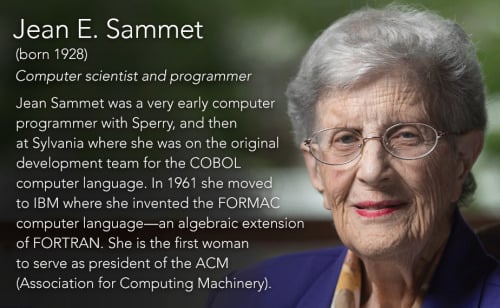 Jean E. Sammet
(born 1928)
Computer scientist and programmer
Jean Sammet was a very early computer
programmer with Sperry, and then
at Sylvania where she was on the original
development team for the COBOL
computer language. In 1961 she moved
to IBM where she invented the FORMAC
computer language—an algebraic extension
of FORTRAN. She is the first woman
to serve as president of the ACM
(Association for Computing Machinery).